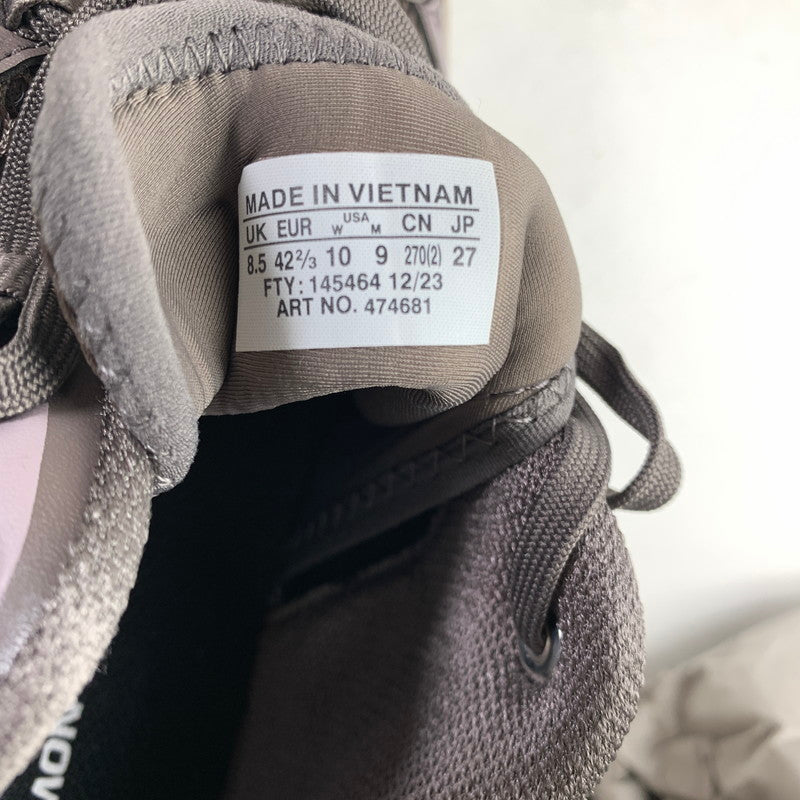 MADE IN VIETNAM
UK EUR W USA M CN JP
8.5 42⅔ 10 9 270(2) 27
FTY: 145464 12/23
ART NO. 474681
NOV